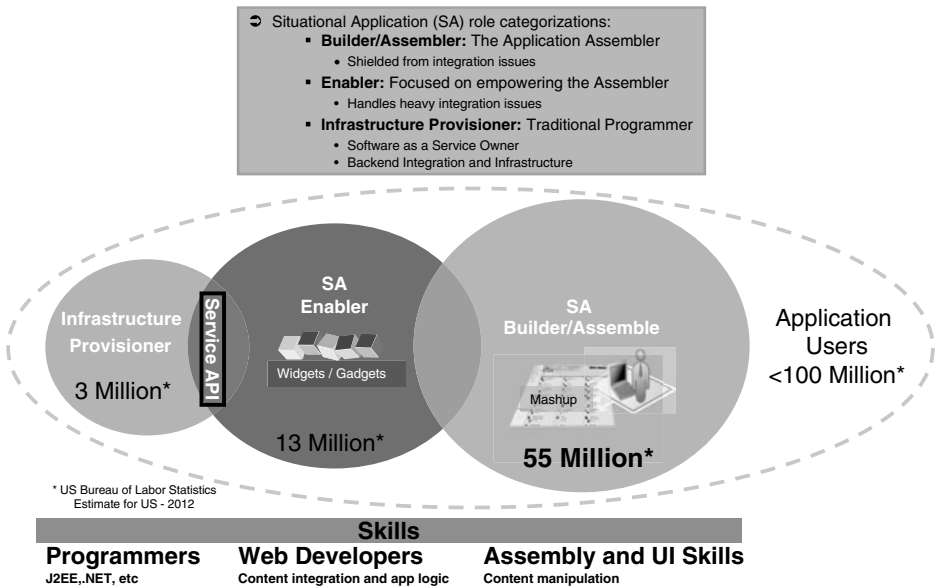 ➲ Situational Application (SA) role categorizations:
▪ Builder/Assembler: The Application Assembler
• Shielded from integration issues
▪ Enabler: Focused on empowering the Assembler
• Handles heavy integration issues
▪ Infrastructure Provisioner: Traditional Programmer
• Software as a Service Owner
• Backend Integration and Infrastructure
Infrastructure
Provisioner
3 Million*
Service API
SA
Enabler
Widgets / Gadgets
13 Million*
SA
Builder/Assemble
Mashup
55 Million*
Application
Users
<100 Million*
* US Bureau of Labor Statistics
Estimate for US - 2012
Skills
Programmers
J2EE,.NET, etc
Web Developers
Content integration and app logic
Assembly and UI Skills
Content manipulation